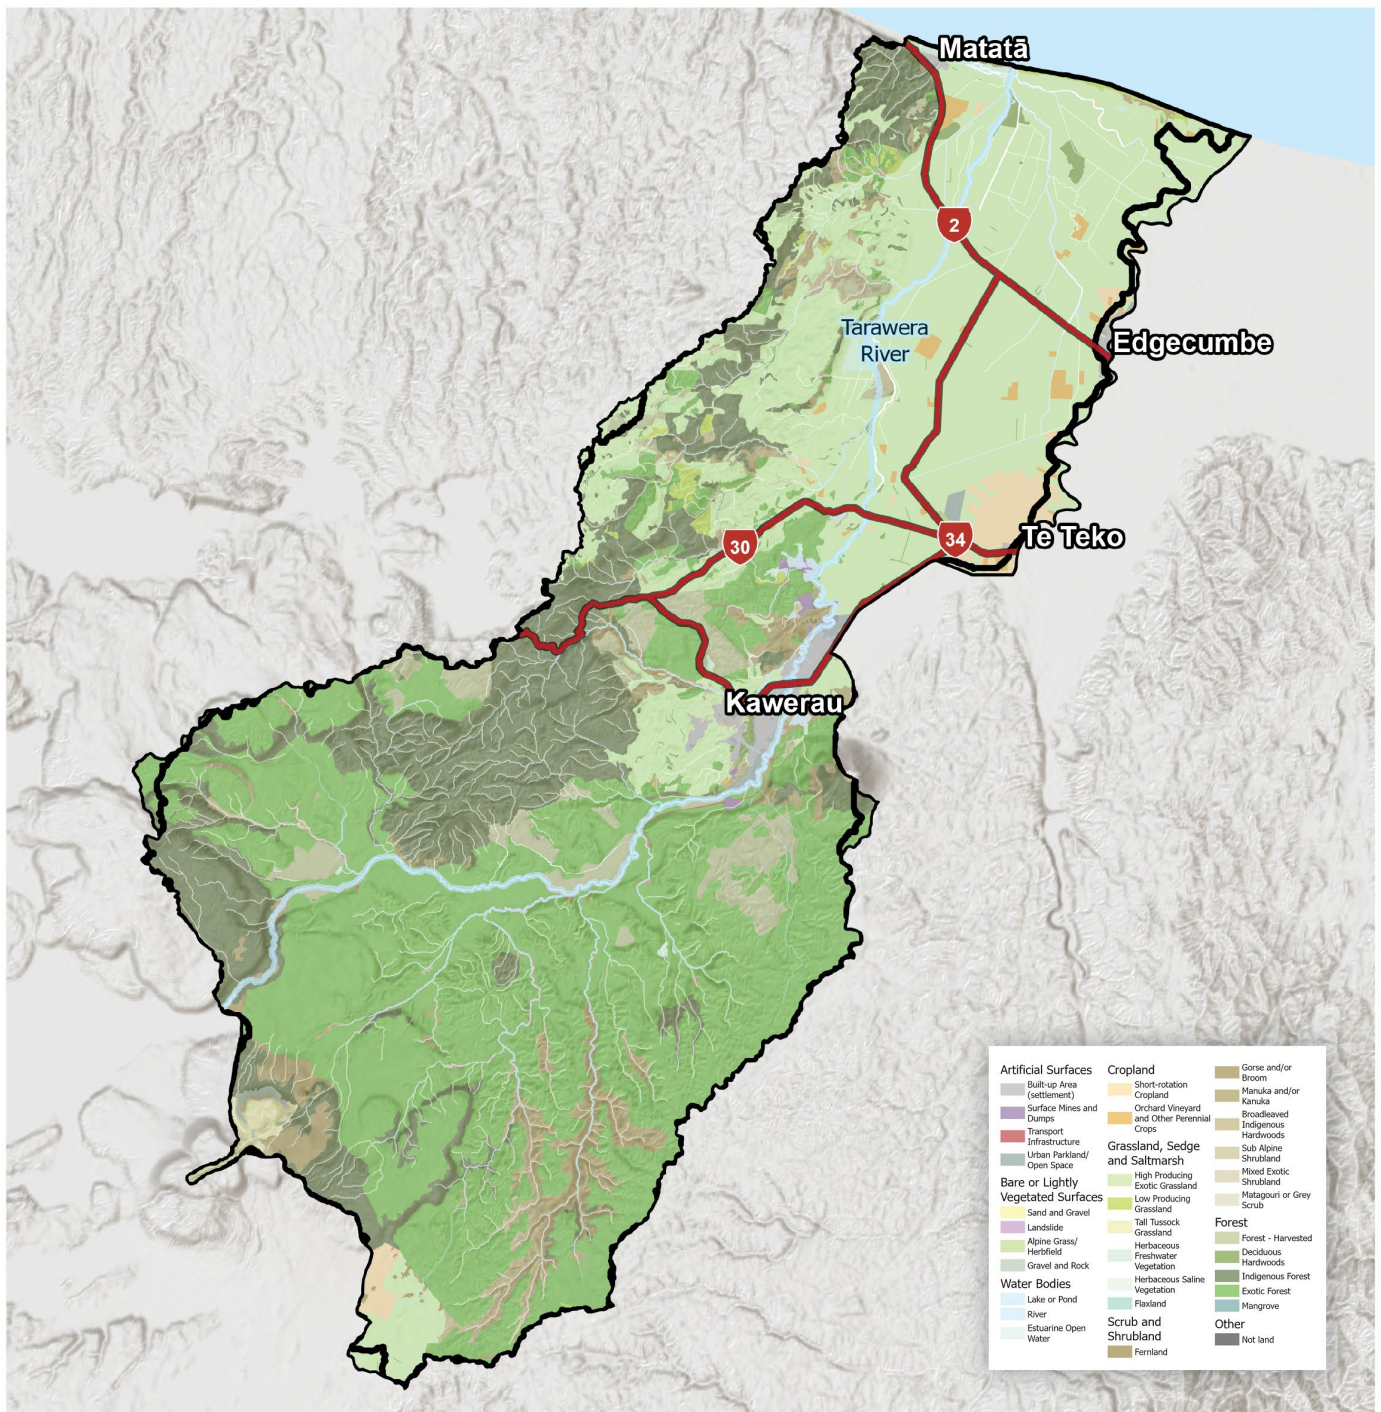 Matatā
2
Tarawera
River
Edgecumbe
30
34
Te Teko
Kawerau
Artificial Surfaces
Built-up Area
(settlement)
Surface Mines and
Dumps
Transport
Infrastructure
Urban Parkland/
Open Space
Bare or Lightly
Vegetated Surfaces
Sand and Gravel
Landslide
Alpine Grass/
Herbfield
Gravel and Rock
Water Bodies
Lake or Pond
River
Estuarine Open
Water
Cropland
Short-rotation
Cropland
Orchard Vineyard
and Other Perennial
Crops
Grassland, Sedge
and Saltmarsh
High Producing
Exotic Grassland
Low Producing
Grassland
Tall Tussock
Grassland
Herbaceous
Freshwater
Vegetation
Herbaceous Saline
Vegetation
Flaxland
Scrub and
Shrubland
Fernland
Gorse and/or
Broom
Manuka and/or
Kanuka
Broadleaved
Indigenous
Hardwoods
Sub Alpine
Shrubland
Mixed Exotic
Shrubland
Matagouri or Grey
Scrub
Forest
Forest - Harvested
Deciduous
Hardwoods
Indigenous Forest
Exotic Forest
Mangrove
Other
Not land